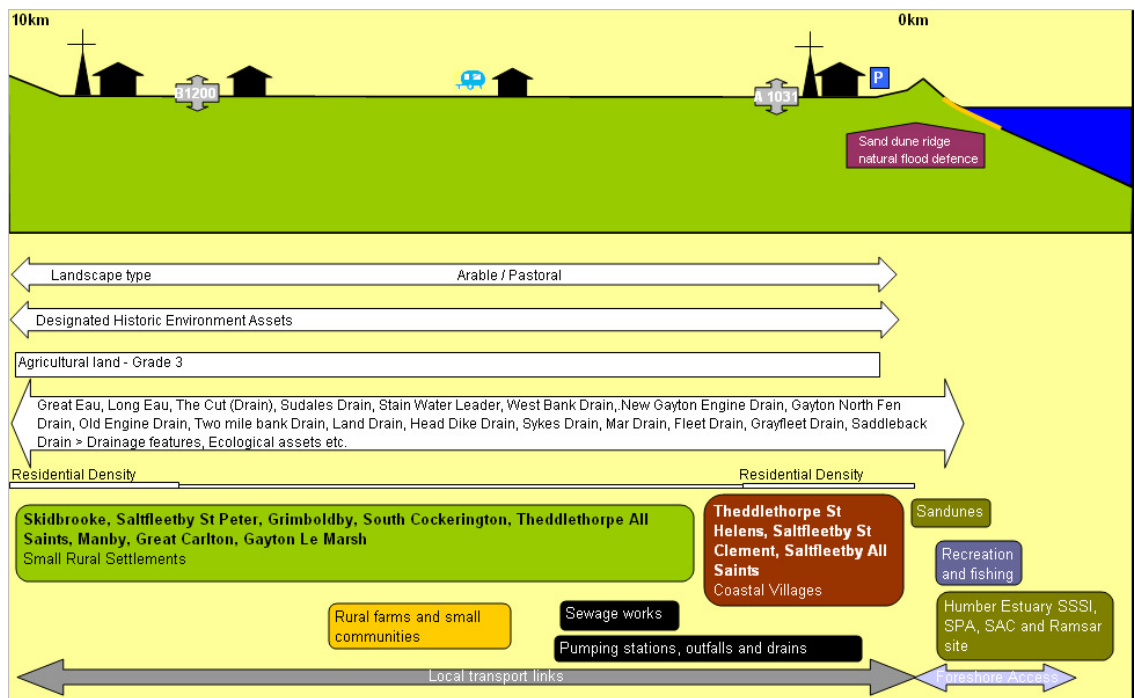 10km
0km
B1200
A 1031
P
Sand dune ridge
natural flood defence
Landscape type
Arable / Pastoral
Designated Historic Environment Assets
Agricultural land - Grade 3
Great Eau, Long Eau, The Cut (Drain), Sudales Drain, Stain Water Leader, West Bank Drain,.New Gayton Engine Drain, Gayton North Fen
Drain, Old Engine Drain, Two mile bank Drain, Land Drain, Head Dike Drain, Sykes Drain, Mar Drain, Fleet Drain, Grayfleet Drain, Saddleback
Drain > Drainage features, Ecological assets etc.
Residential Density
Residential Density
Skidbrooke, Saltfleetby St Peter, Grimboldby, South Cockerington, Theddlethorpe All
Saints, Manby, Great Carlton, Gayton Le Marsh
Small Rural Settlements
Theddlethorpe St
Helens, Saltfleetby St
Clement, Saltfleetby All
Saints
Coastal Villages
Sandunes
Recreation
and fishing
Rural farms and small
communities
Sewage works
Pumping stations, outfalls and drains
Humber Estuary SSSI,
SPA, SAC and Ramsar
site
Local transport links
Foreshore Access